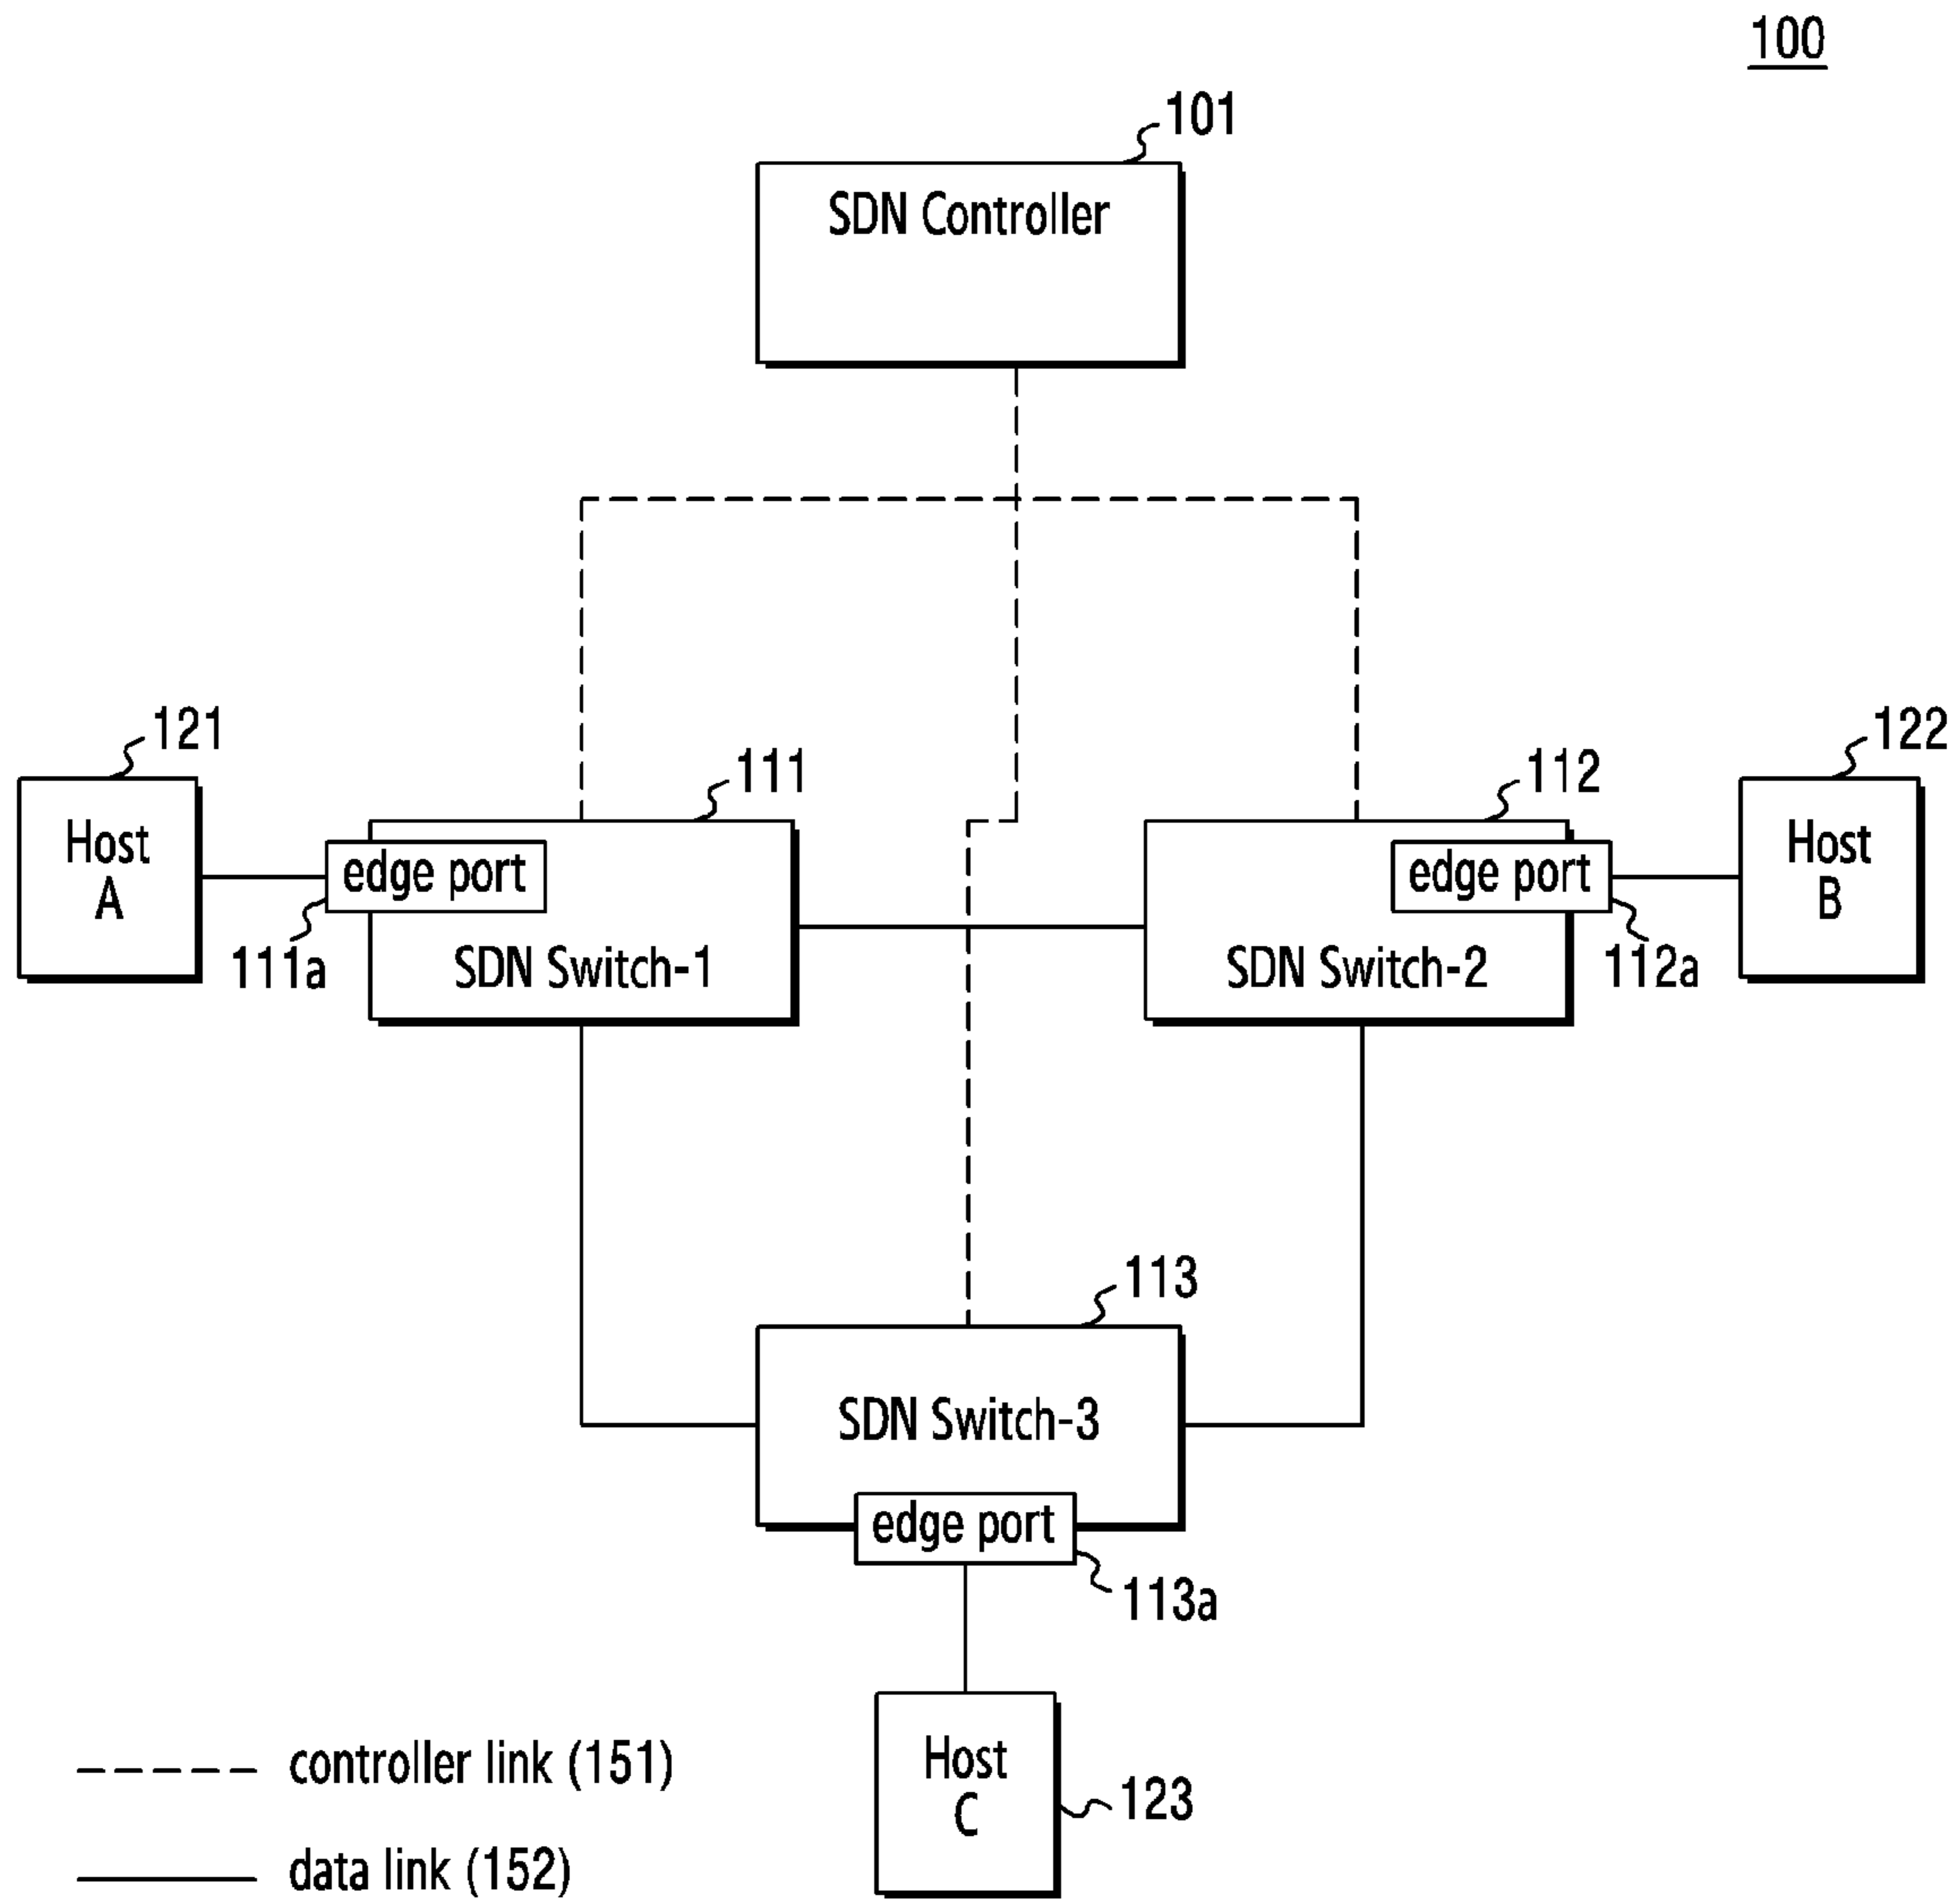 100
101
SDN Controller
121
111
112
122
Host
A
edge port
edge port
Host
B
111a
SDN Switch-1
SDN Switch-2
112a
113
SDN Switch-3
edge port
113a
Host
C
123
controller link (151)
data link (152)